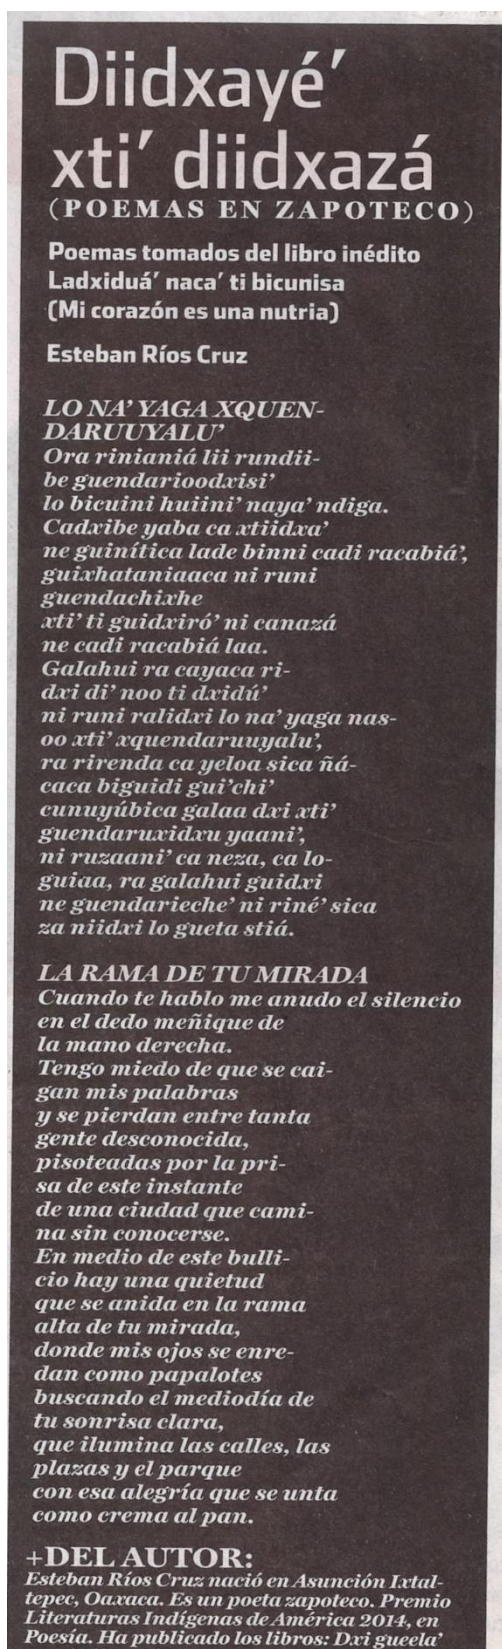 Diidxayé’
xti’ diidxazá
(POEMAS EN ZAPOTECO)
Poemas tomados del libro inédito
Ladxiduá’ naca’ ti bicunisa
(Mi corazón es una nutria)
Esteban Ríos Cruz
LO NA’ YAGA XQUEN-
DARUUYALU’
Ora rinianiá lii rundii-
be guendarioodxisi’
lo bicuini huiini’ naya’ ndiga.
Cadxibe yaba ca xtiidxa’
ne guinítica lade binni cadi racabiá’,
guixhataniaaca ni runi
guendachixhe
xti’ ti guidxiró’ ni canazá
ne cadi racabiá laa.
Galahui ra cayaca ri-
dxi di’ noo ti dxidú’
ni runi ralidxi lo na’ yaga nas-
oo xti’ xquendaruuyalu’,
ra rirenda ca yeloa sica ñá-
caca biguidi gui’chi’
cunuyúbica galaa dxi xti’
guendaruxidxu yaani’,
ni ruzaani’ ca neza, ca lo-
guiaa, ra galahui guidxi
ne guendarieche’ ni riné’ sica
za niidxi lo gueta stiá.
LA RAMA DE TU MIRADA
Cuando te hablo me anudo el silencio
en el dedo meñique de
la mano derecha.
Tengo miedo de que se cai-
gan mis palabras
y se pierdan entre tanta
gente desconocida,
pisoteadas por la pri-
sa de este instante
de una ciudad que cami-
na sin conocerse.
En medio de este bulli-
cio hay una quietud
que se anida en la rama
alta de tu mirada,
donde mis ojos se enre-
dan como papalotes
buscando el mediodía de
tu sonrisa clara,
que ilumina las calles, las
plazas y el parque
con esa alegría que se unta
como crema al pan.
+DEL AUTOR:
Esteban Ríos Cruz nació en Asunción Ixtal-
tepec, Oaxaca. Es un poeta zapoteco. Premio
Literaturas Indígenas de América 2014, en
Poesía. Ha publicado los libros: Dxi gueela’